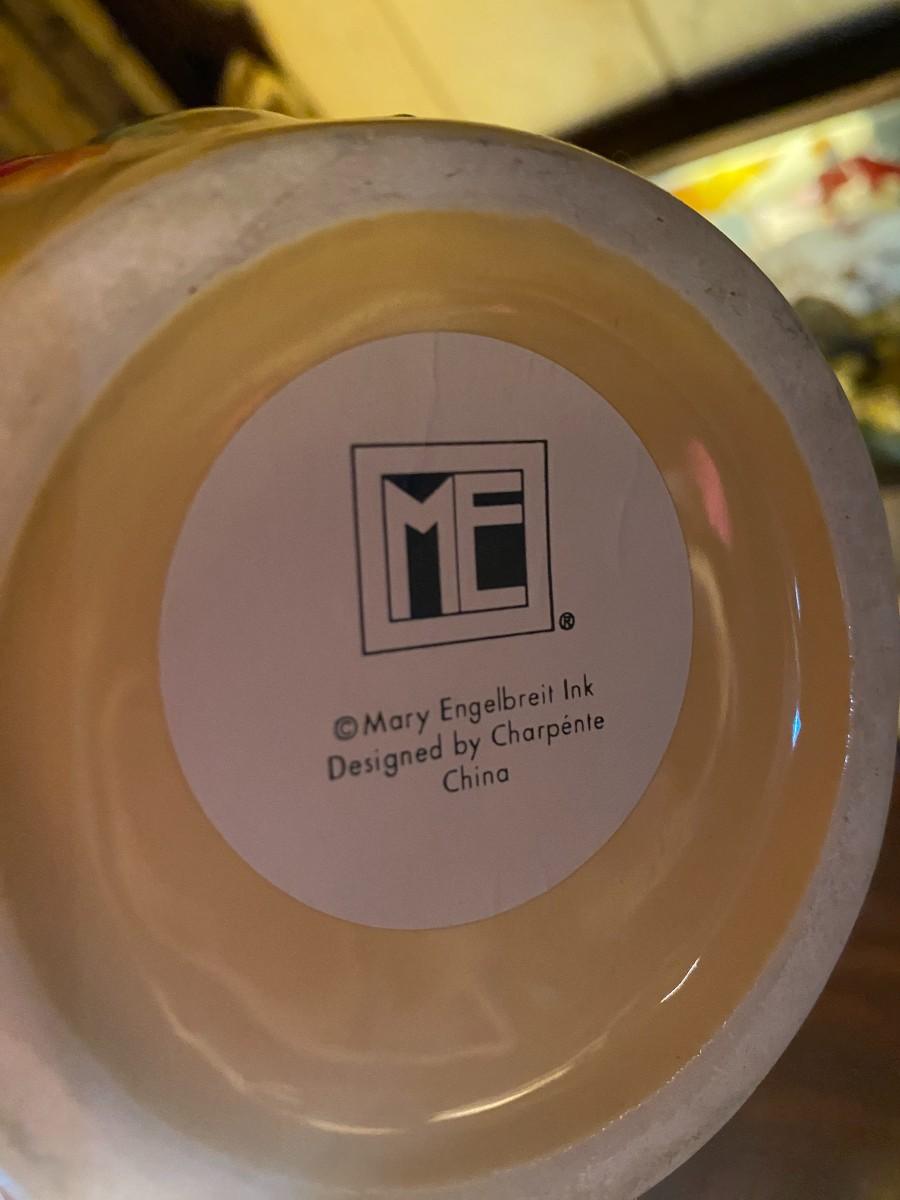 ME
®
©Mary Engelbreit Ink
Designed by Charpénte
China